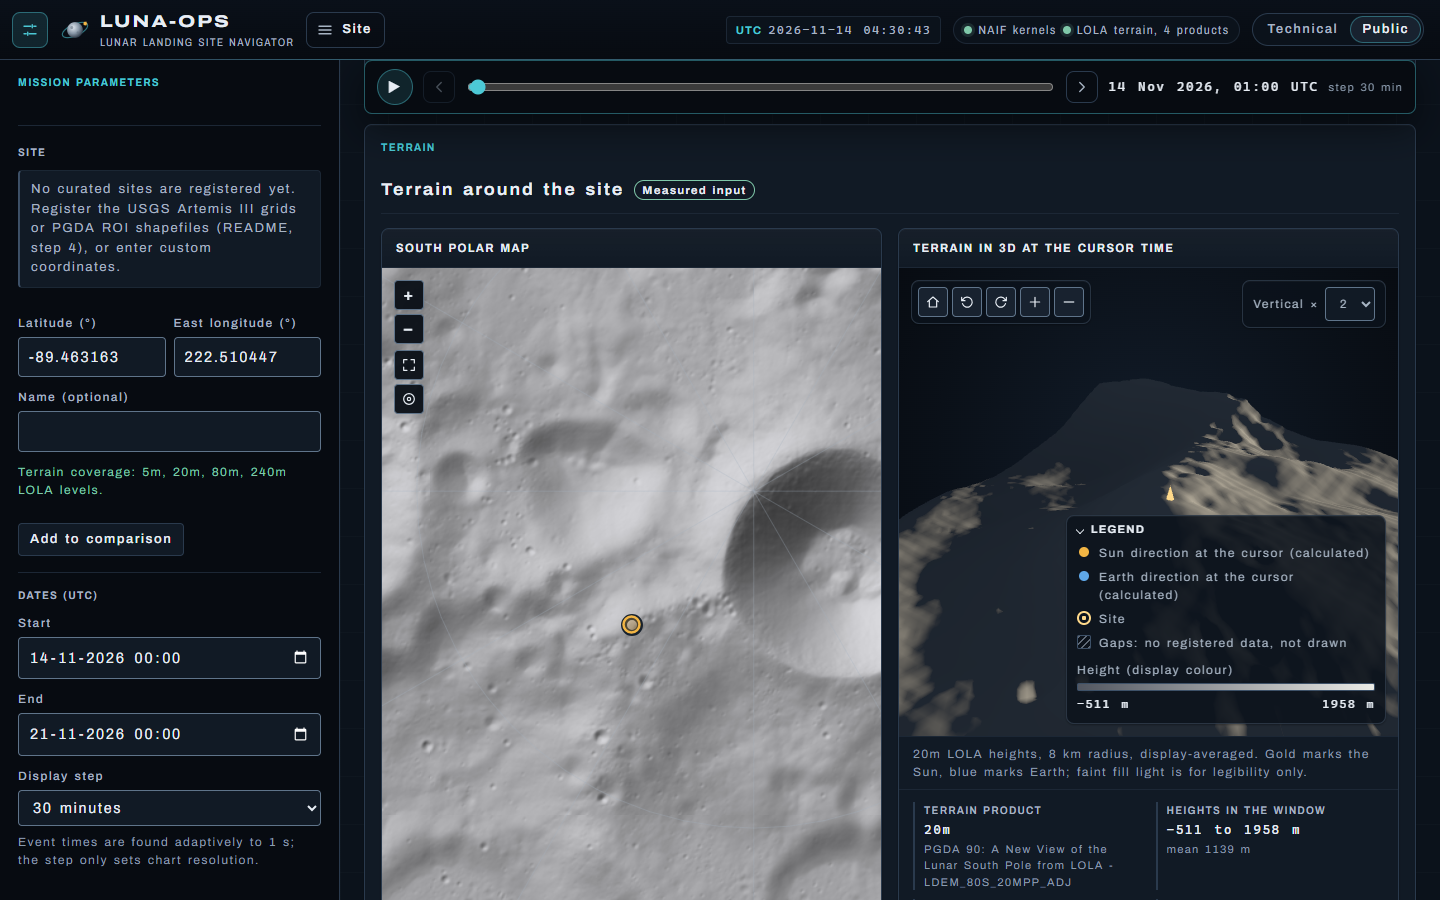 LUNA-OPS
LUNAR LANDING SITE NAVIGATOR
Site
UTC 2026-11-14 04:30:43
NAIF kernels
LOLA terrain, 4 products
Technical
Public
MISSION PARAMETERS
SITE
No curated sites are registered yet.
Register the USGS Artemis III grids
or PGDA ROI shapefiles (README,
step 4), or enter custom
coordinates.
Latitude (°)
East longitude (°)
-89.463163
222.510447
Name (optional)
Terrain coverage: 5m, 20m, 80m, 240m
LOLA levels.
Add to comparison
DATES (UTC)
Start
14-11-2026 00:00
End
21-11-2026 00:00
Display step
30 minutes
Event times are found adaptively to 1 s;
the step only sets chart resolution.
14 Nov 2026, 01:00 UTC
step 30 min
TERRAIN
Terrain around the site
Measured input
SOUTH POLAR MAP
+
−
TERRAIN IN 3D AT THE CURSOR TIME
Vertical ×
2
LEGEND
Sun direction at the cursor (calculated)
Earth direction at the cursor
(calculated)
Site
Gaps: no registered data, not drawn
Height (display colour)
−511 m
1958 m
20m LOLA heights, 8 km radius, display-averaged. Gold marks the
Sun, blue marks Earth; faint fill light is for legibility only.
TERRAIN PRODUCT
20m
PGDA 90: A New View of the
Lunar South Pole from LOLA -
LDEM_80S_20MPP_ADJ
HEIGHTS IN THE WINDOW
−511 to 1958 m
mean 1139 m